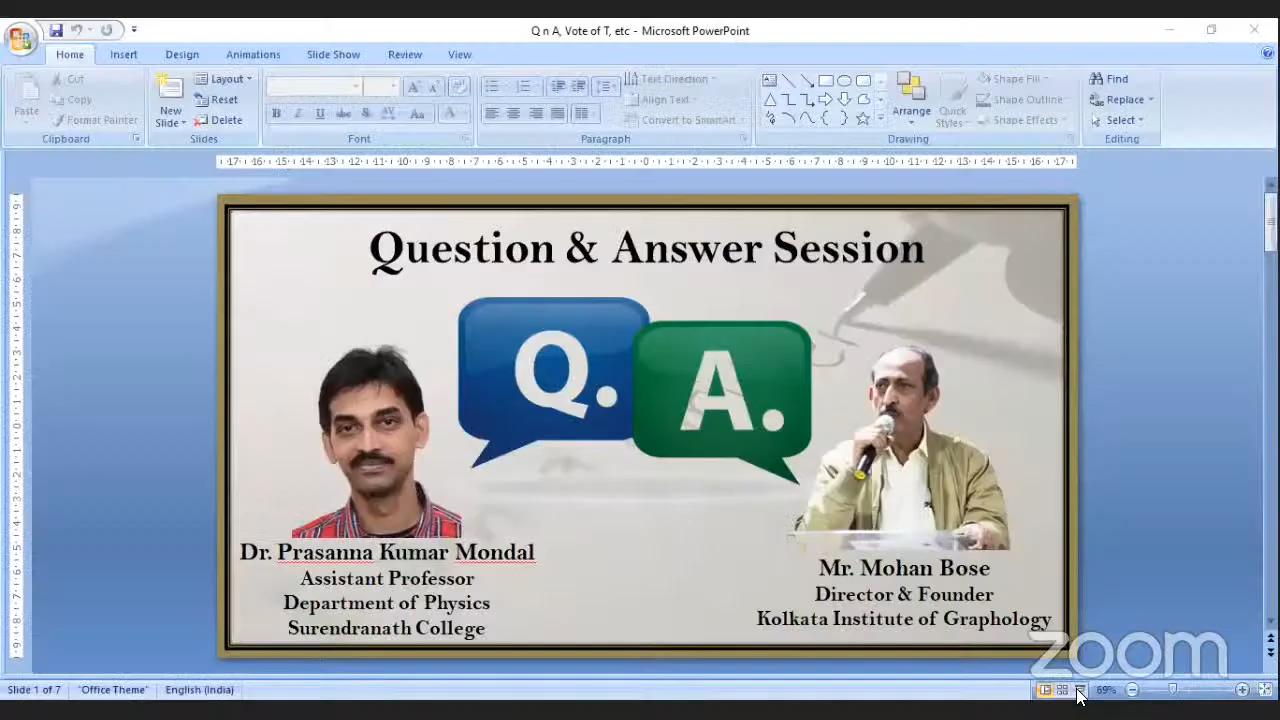 Q n A, Vote of T, etc - Microsoft PowerPoint
Home Insert Design Animations Slide Show Review View
Paste Cut Copy Format Painter
Clipboard
New Slide Layout Reset Delete
Slides
B I U abc S AV Aa A
Font
Text Direction
Align Text
Convert to SmartArt
Paragraph
Arrange Quick Styles Shape Fill Shape Outline Shape Effects
Drawing
Find
Replace
Select
Editing
Question & Answer Session
Q. A.
Dr. Prasanna Kumar Mondal
Assistant Professor
Department of Physics
Surendranath College
Mr. Mohan Bose
Director & Founder
Kolkata Institute of Graphology
zoom
Slide 1 of 7 "Office Theme" English (India) 69%